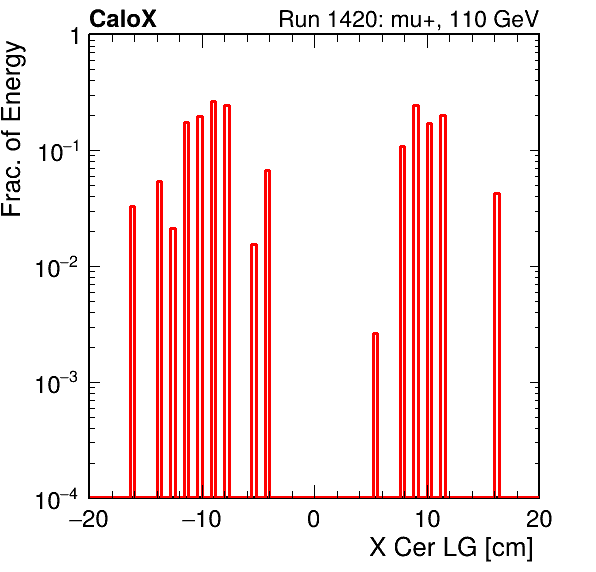 CaloX Run 1420: mu+, 110 GeV
Frac. of Energy
1
10⁻¹
10⁻²
10⁻³
10⁻⁴
−20 −10 0 10 20
X Cer LG [cm]